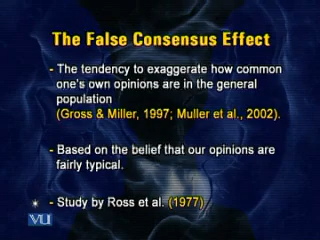 The False Consensus Effect
- The tendency to exaggerate how common
one's own opinions are in the general
population
(Gross & Miller, 1997; Muller et al., 2002).
- Based on the belief that our opinions are
fairly typical.
- Study by Ross et al. (1977)
VU